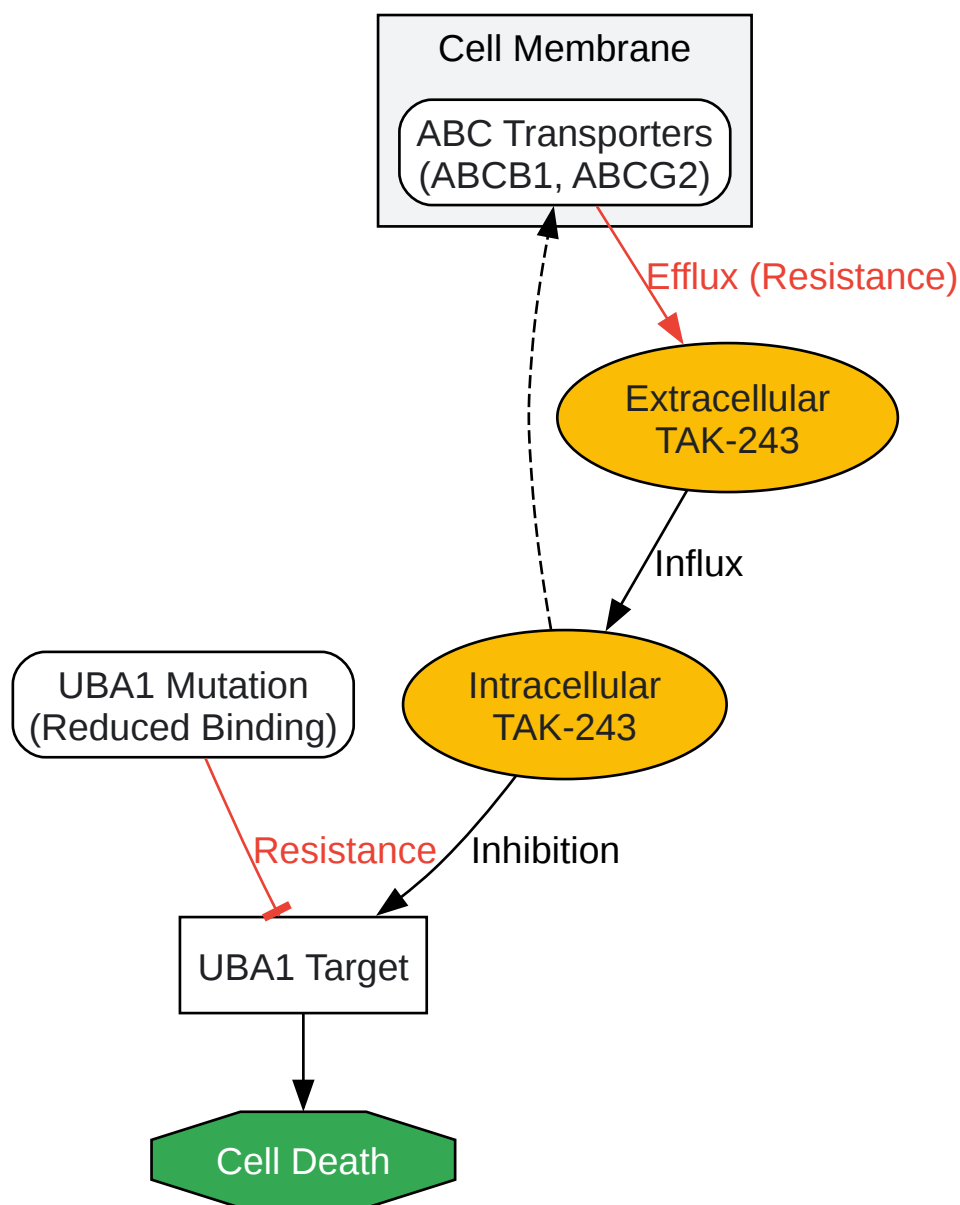 Cell Membrane
ABC Transporters
(ABCB1, ABCG2)
Efflux (Resistance)
Extracellular
TAK-243
Influx
UBA1 Mutation
(Reduced Binding)
Intracellular
TAK-243
Resistance
Inhibition
UBA1 Target
Cell Death